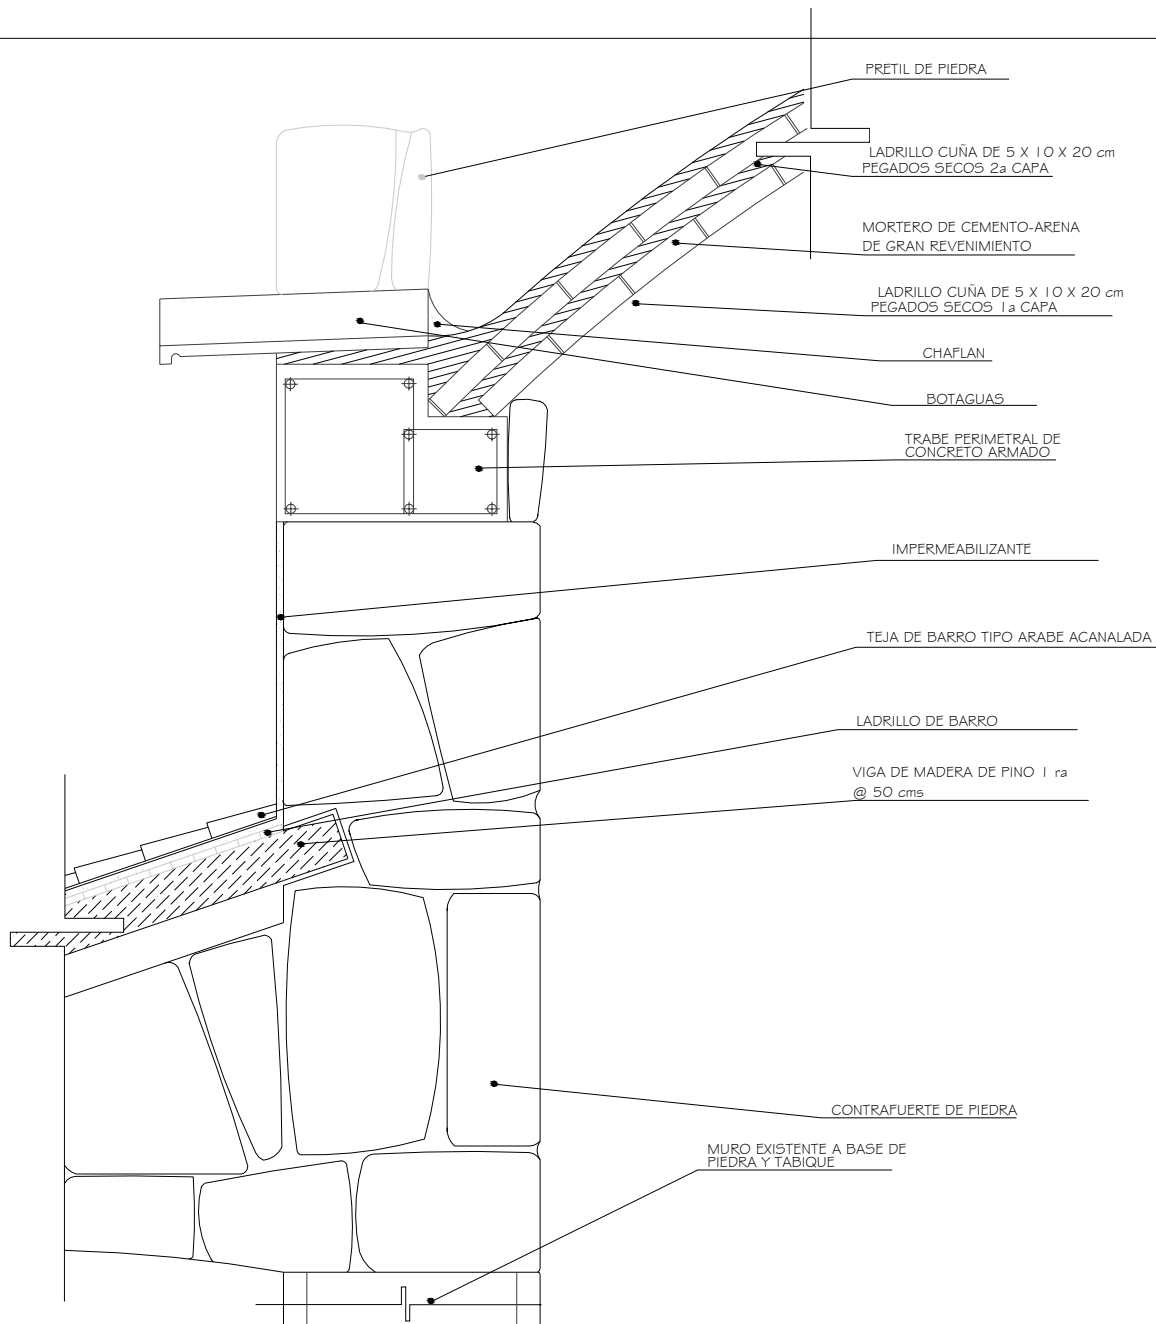 PRETIL DE PIEDRA
LADRILLO CUÑA DE 5 X 10 X 20 cm
PEGADOS SECOS 2a CAPA
MORTERO DE CEMENTO-ARENA
DE GRAN REVENIMIENTO
LADRILLO CUÑA DE 5 X 10 X 20 cm
PEGADOS SECOS 1a CAPA
CHAFLAN
BOTAGUAS
TRABE PERIMETRAL DE
CONCRETO ARMADO
IMPERMEABILIZANTE
TEJA DE BARRO TIPO ARABE ACANALADA
LADRILLO DE BARRO
VIGA DE MADERA DE PINO 1 ra
@ 50 cms
CONTRAFUERTE DE PIEDRA
MURO EXISTENTE A BASE DE
PIEDRA Y TABIQUE